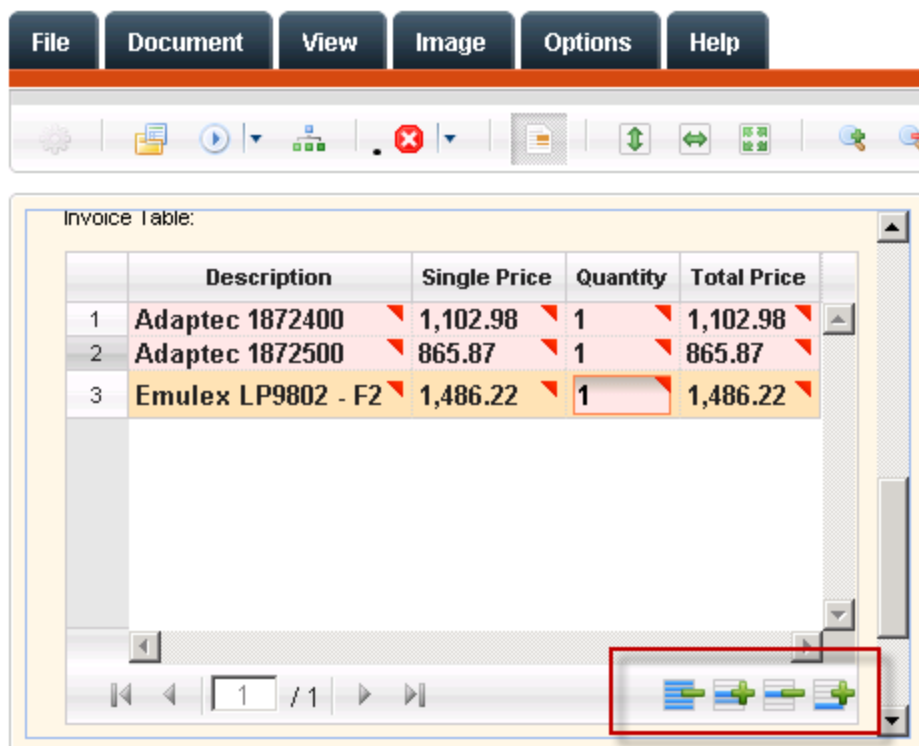 File Document View Image Options Help
Invoice Table:
Description Single Price Quantity Total Price
1 Adaptec 1872400 1,102.98 1 1,102.98
2 Adaptec 1872500 865.87 1 865.87
3 Emulex LP9802 - F2 1,486.22 1 1,486.22
1 / 1